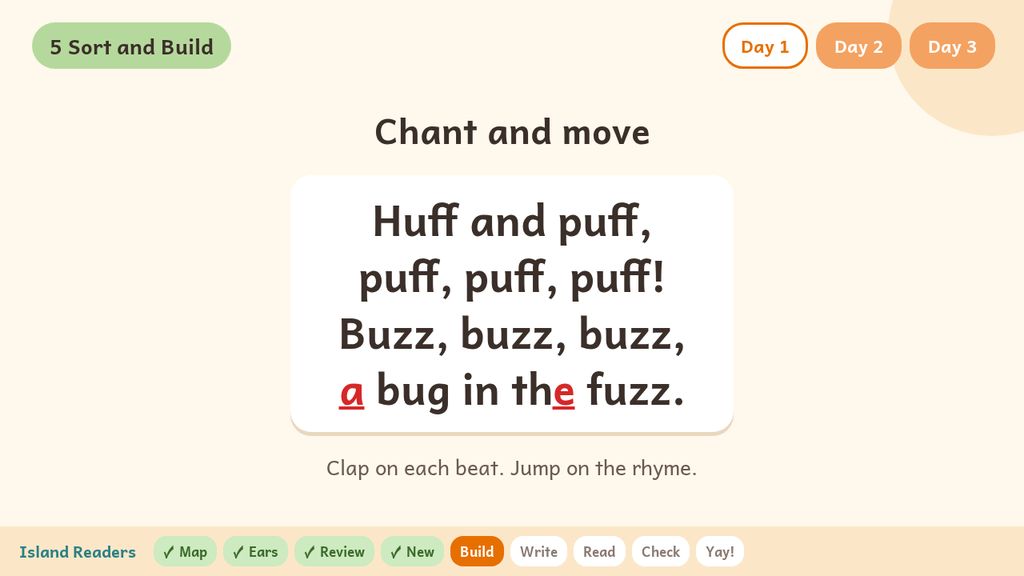 5 Sort and Build
Day 1 Day 2 Day 3
Chant and move
Huff and puff,
puff, puff, puff!
Buzz, buzz, buzz,
a bug in the fuzz.
Clap on each beat. Jump on the rhyme.
Island Readers ✓ Map ✓ Ears ✓ Review ✓ New Build Write Read Check Yay!